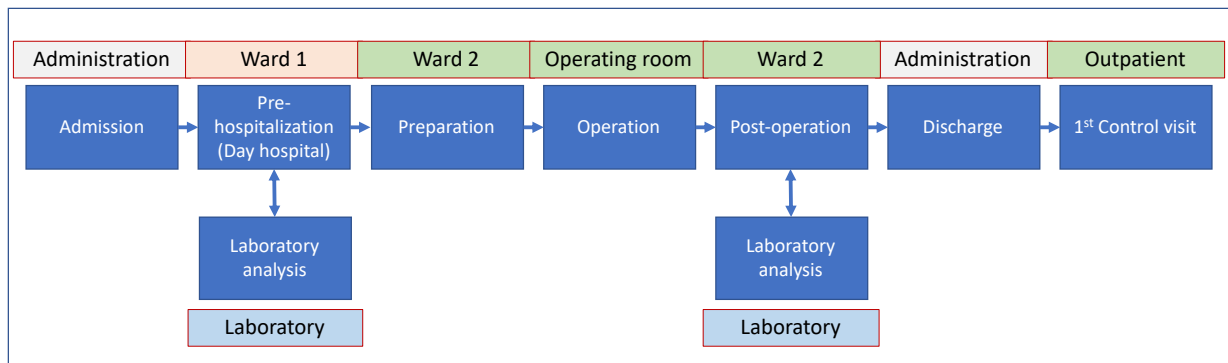 Administration
Ward 1
Ward 2
Operating room
Ward 2
Administration
Outpatient
Admission
Pre-
hospitalization
(Day hospital)
Preparation
Operation
Post-operation
Discharge
1st Control visit
Laboratory
analysis
Laboratory
analysis
Laboratory
Laboratory